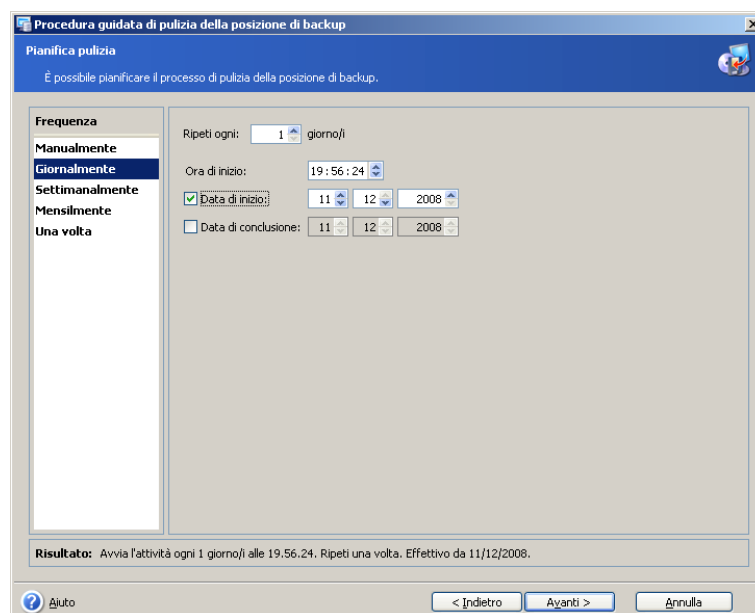 Procedura guidata di pulizia della posizione di backup
Pianifica pulizia
È possibile pianificare il processo di pulizia della posizione di backup.
Frequenza
Manualmente
Giornalmente
Settimanalmente
Mensilmente
Una volta
Ripeti ogni: 1 giorno/i
Ora di inizio: 19:56:24
Data di inizio: 11 12 2008
Data di conclusione: 11 12 2008
Risultato: Avvia l'attività ogni 1 giorno/i alle 19.56.24. Ripeti una volta. Effettivo da 11/12/2008.
Aiuto
< Indietro
Avanti >
Annulla